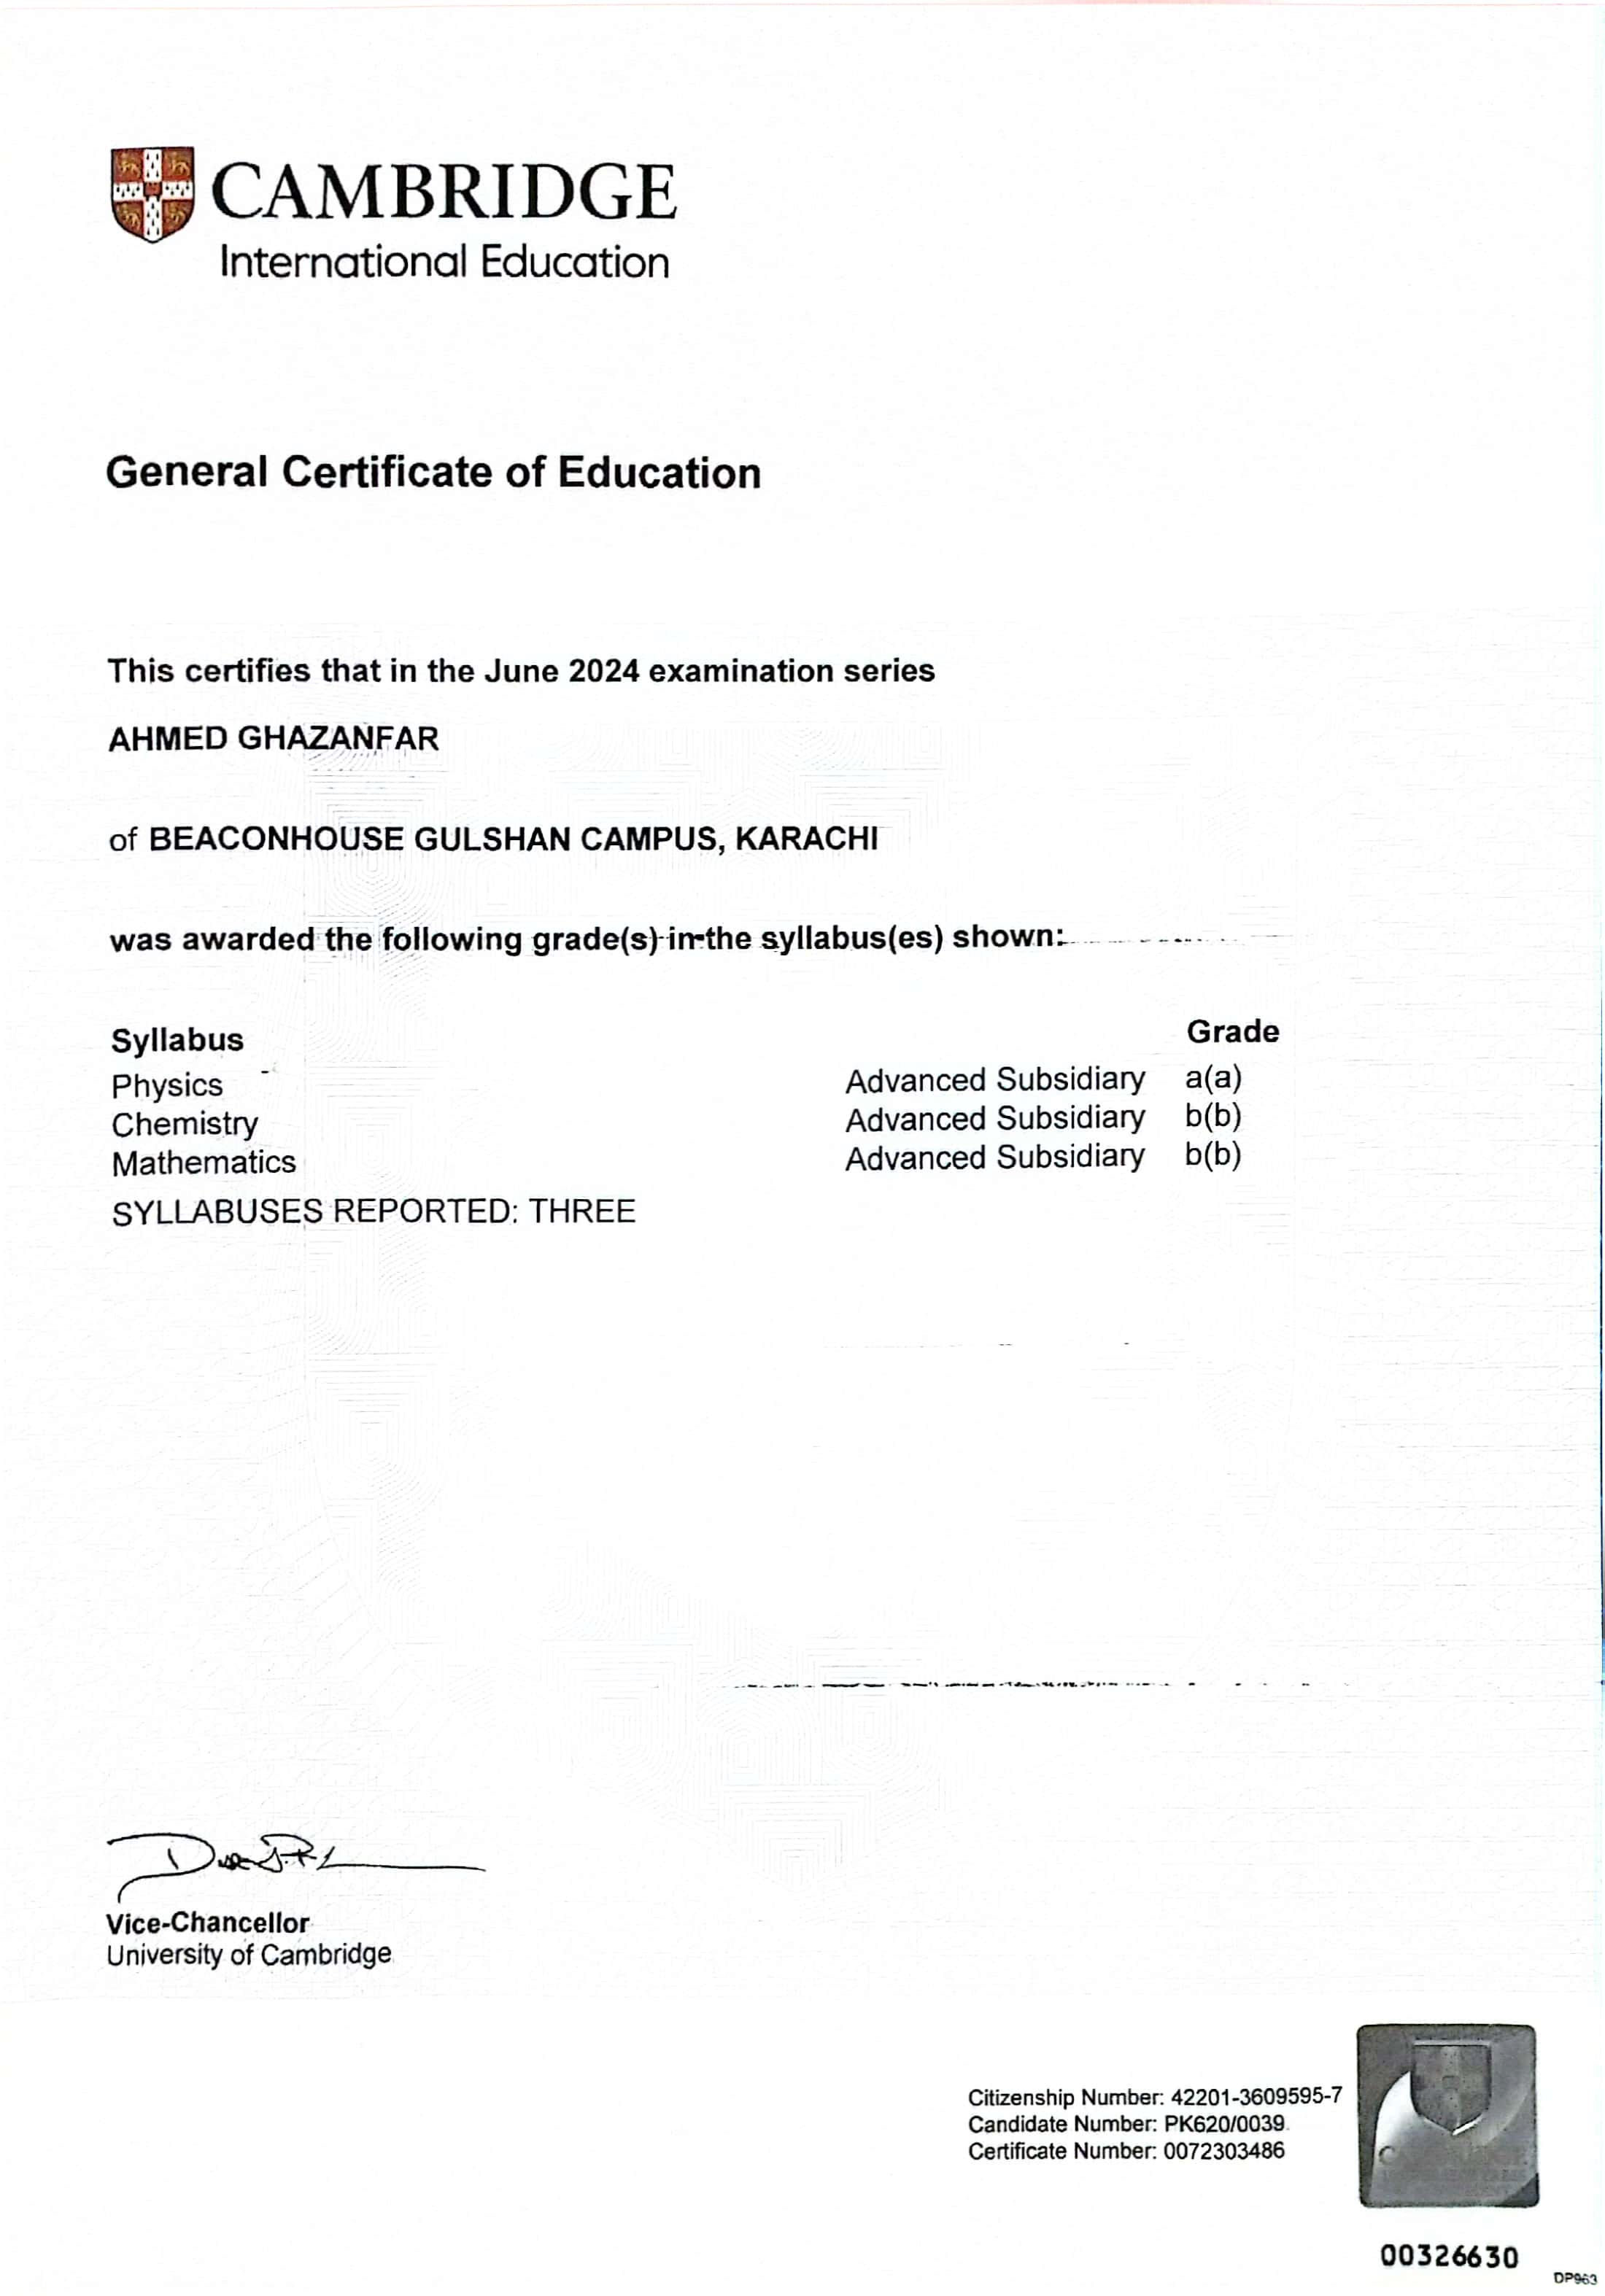 CAMBRIDGE
International Education
General Certificate of Education
This certifies that in the June 2024 examination series
AHMED GHAZANFAR
of BEACONHOUSE GULSHAN CAMPUS, KARACHI
was awarded the following grade(s) in the syllabus(es) shown:
Syllabus Grade
Physics Advanced Subsidiary a(a)
Chemistry Advanced Subsidiary b(b)
Mathematics Advanced Subsidiary b(b)
SYLLABUSES REPORTED: THREE
Vice-Chancellor
University of Cambridge
Citizenship Number: 42201-3609595-7
Candidate Number: PK620/0039
Certificate Number: 0072303486
00326630
DP963